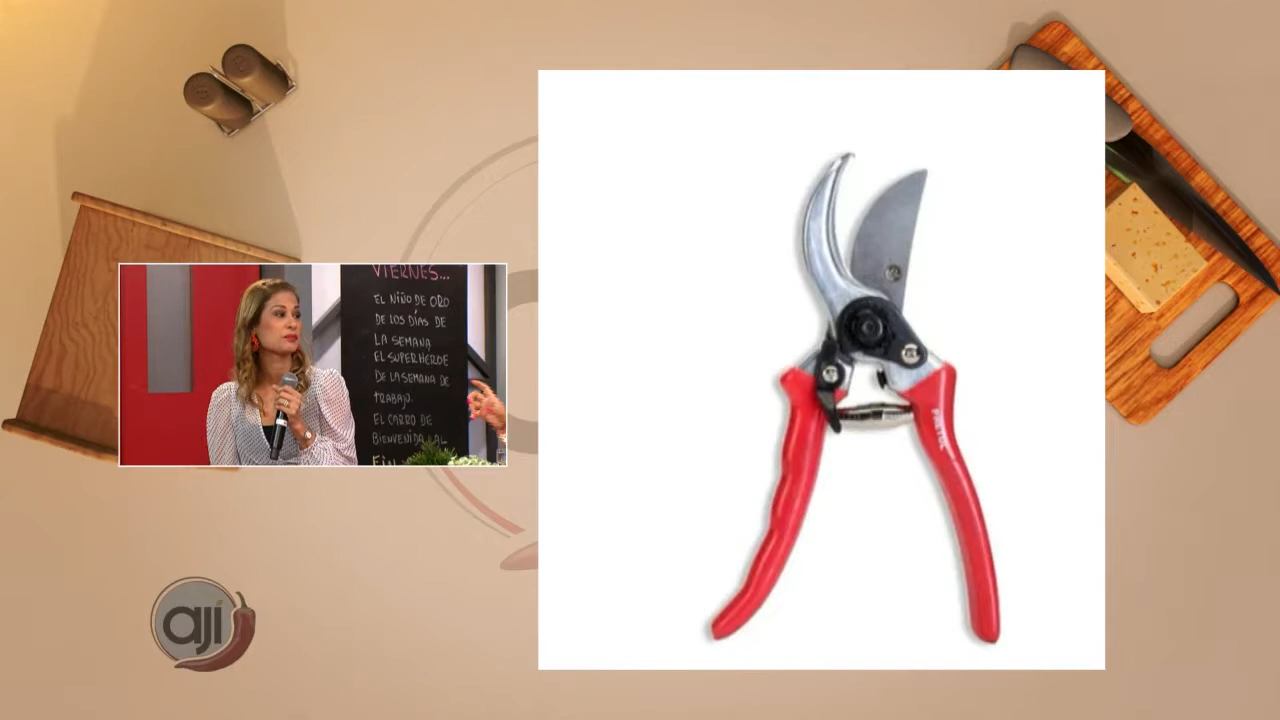 VIERNES...
EL NIÑO DE ORO
DE LOS DÍAS DE
LA SEMANA
EL SUPERHÉROE
DE LA SEMANA DE
TRABAJO.
EL CARRO DE
BIENVENIDA AL
FIN
ají